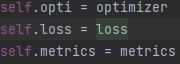 self.opti = optimizer
self.loss = loss
self.metrics = metrics